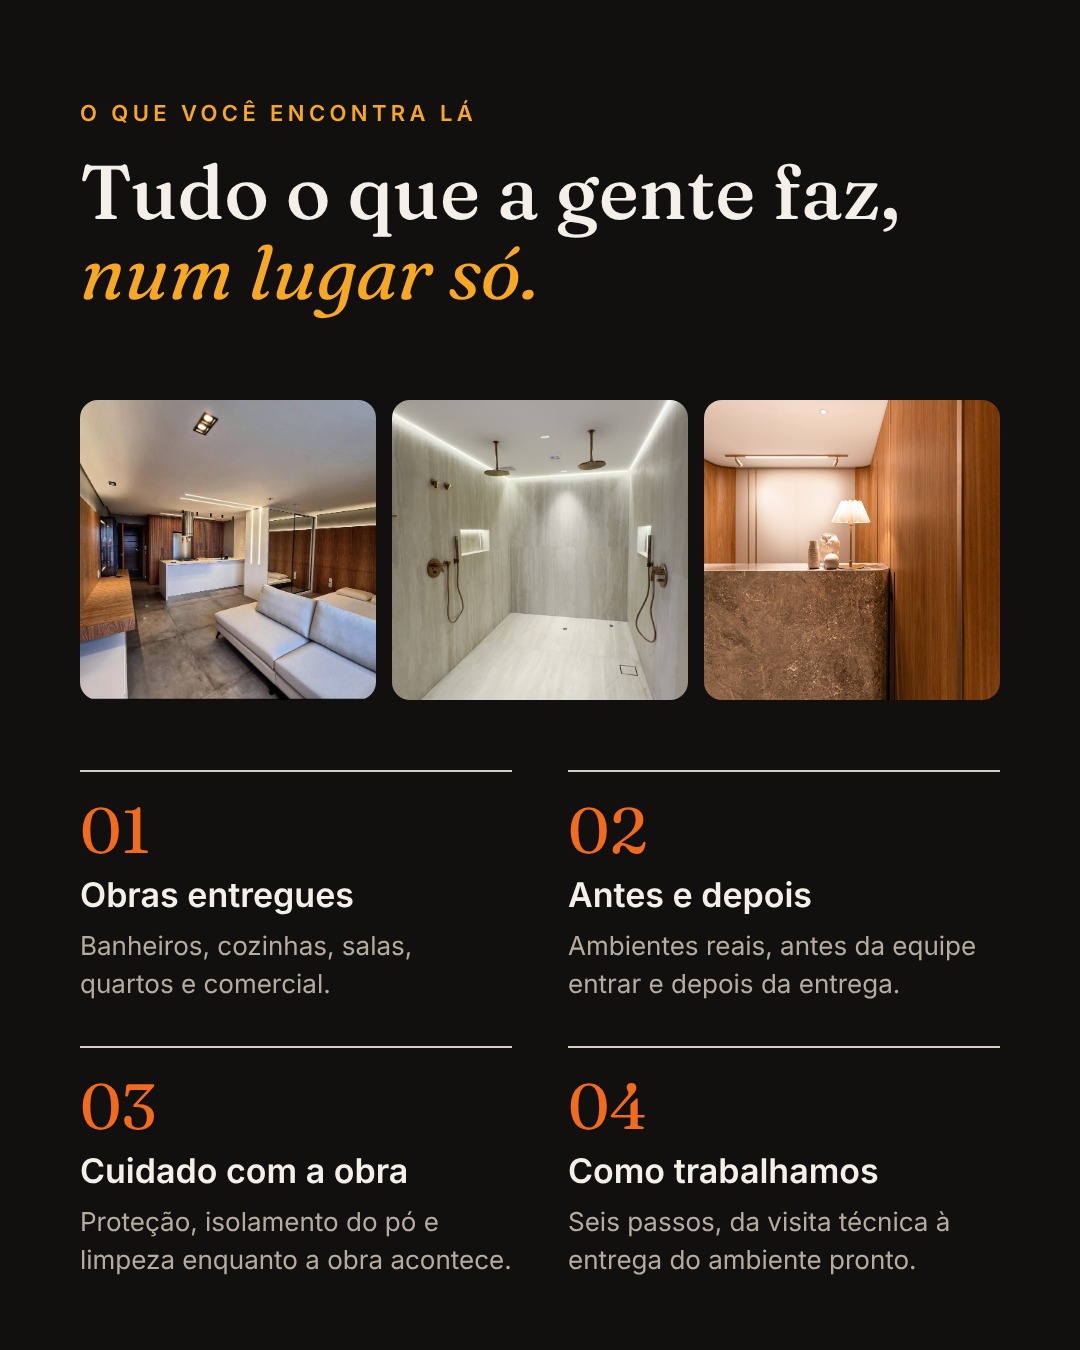 O QUE VOCÊ ENCONTRA LÁ
Tudo o que a gente faz,
num lugar só.
01
Obras entregues
Banheiros, cozinhas, salas,
quartos e comercial.
02
Antes e depois
Ambientes reais, antes da equipe
entrar e depois da entrega.
03
Cuidado com a obra
Proteção, isolamento do pó e
limpeza enquanto a obra acontece.
04
Como trabalhamos
Seis passos, da visita técnica à
entrega do ambiente pronto.